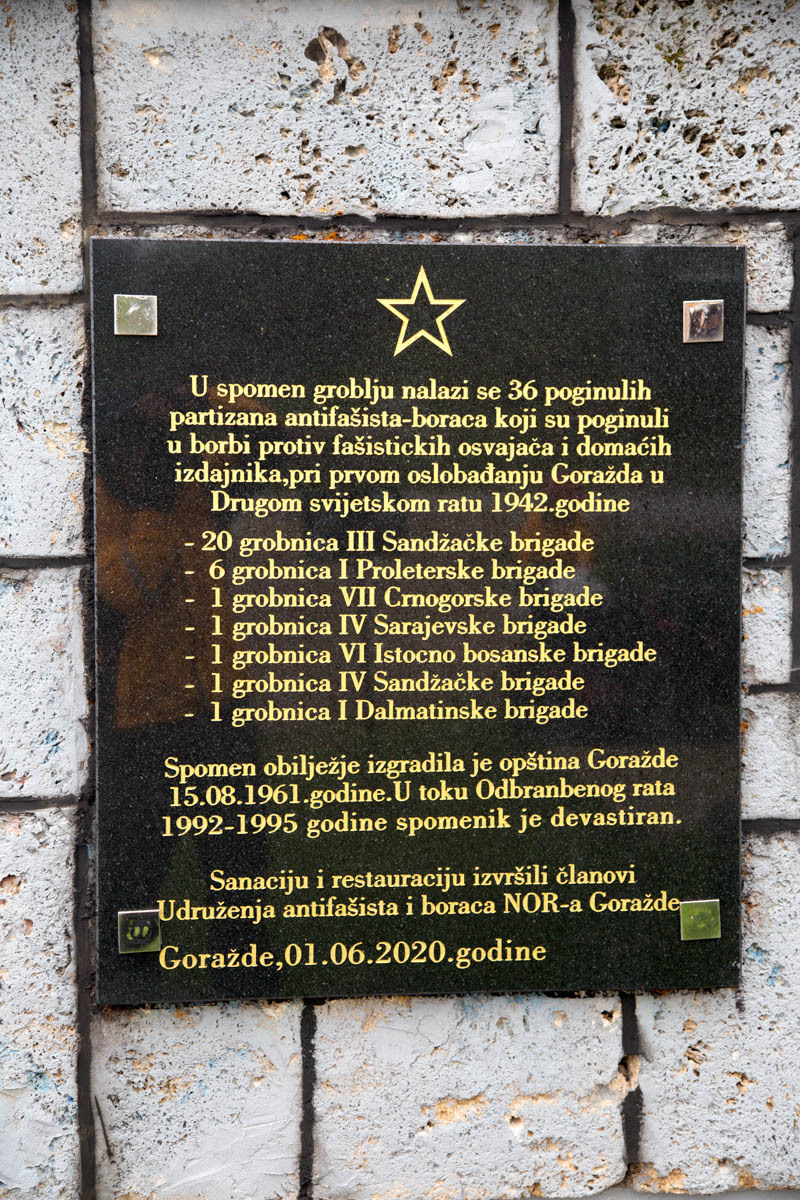 U spomen groblju nalazi se 36 poginulih
partizana antifašista-boraca koji su poginuli
u borbi protiv fašistickih osvajača i domaćih
izdajnika,pri prvom oslobađanju Goražda u
Drugom svijetskom ratu 1942.godine
- 20 grobnica III Sandžačke brigade
- 6 grobnica I Proleterske brigade
- 1 grobnica VII Crnogorske brigade
- 1 grobnica IV Sarajevske brigade
- 1 grobnica VI Istocno bosanske brigade
- 1 grobnica IV Sandžačke brigade
- 1 grobnica I Dalmatinske brigade
Spomen obilježje izgradila je opština Goražde
15.08.1961.godine.U toku Odbranbenog rata
1992-1995 godine spomenik je devastiran.
Sanaciju i restauraciju izvršili članovi
Udruženja antifašista i boraca NOR-a Goražde
Goražde,01.06.2020.godine